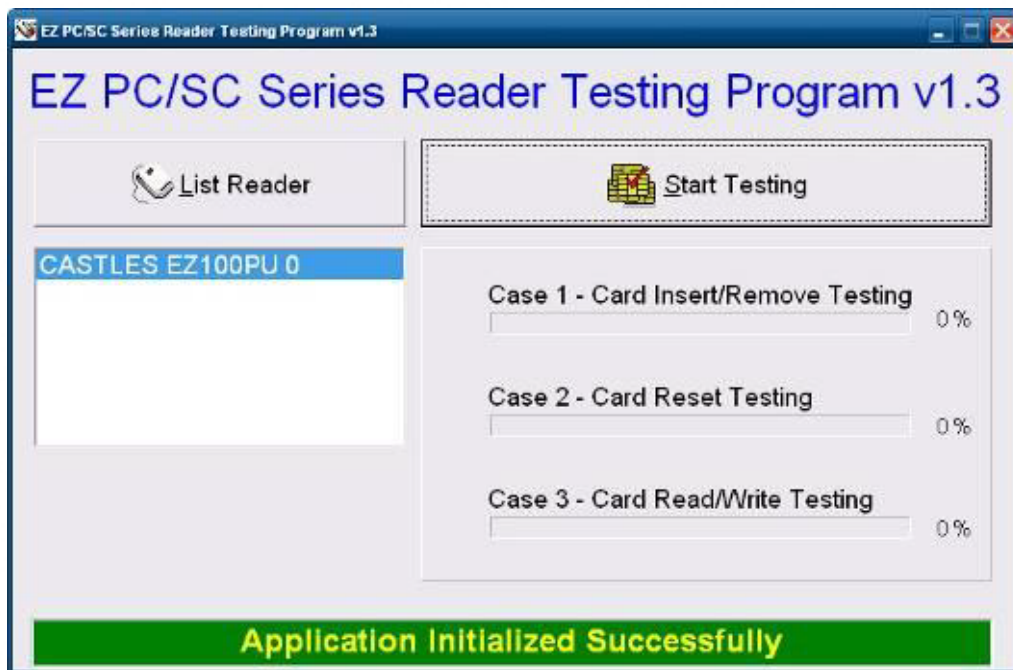 EZ PC/SC Series Reader Testing Program v1.3
EZ PC/SC Series Reader Testing Program v1.3
List Reader
Start Testing
CASTLES EZ100PU 0
Case 1 - Card Insert/Remove Testing
0%
Case 2 - Card Reset Testing
0%
Case 3 - Card Read/Write Testing
0%
Application Initialized Successfully